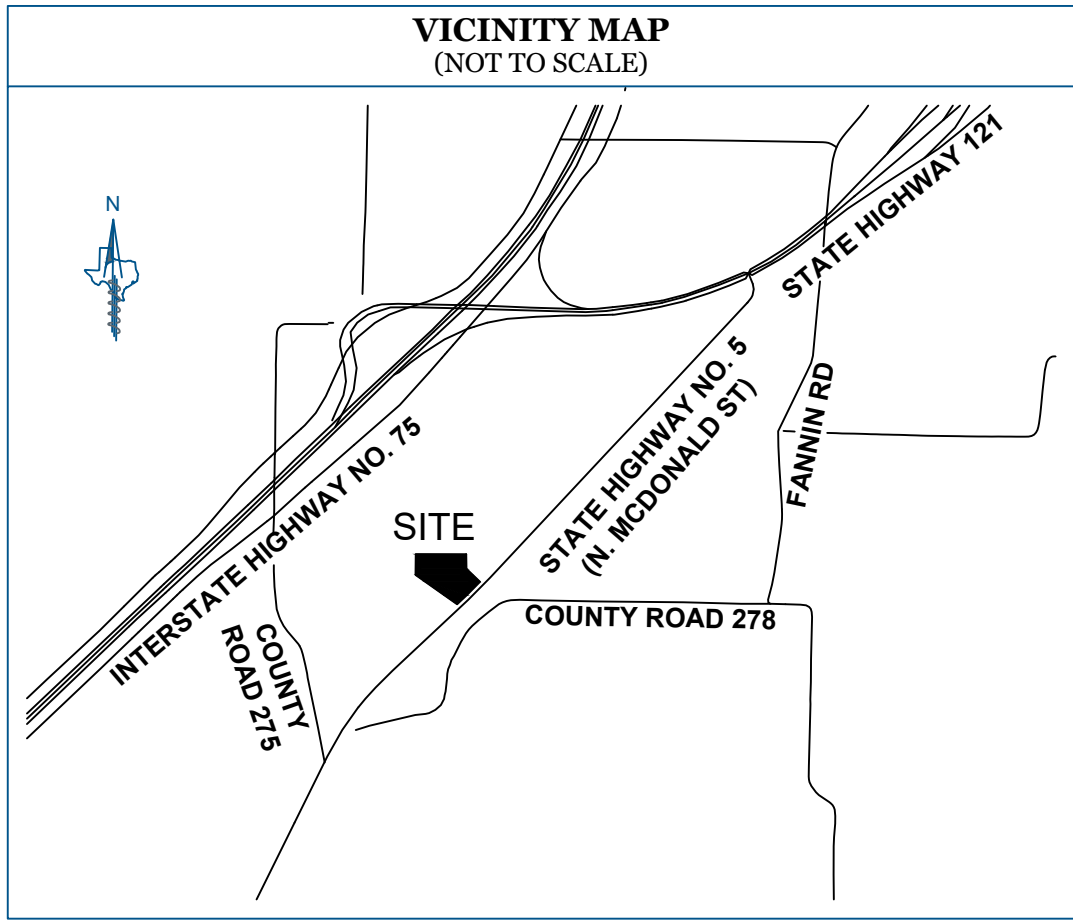 VICINITY MAP
(NOT TO SCALE)
N
STATE HIGHWAY 121
STATE HIGHWAY NO. 5
(N. MCDONALD ST)
FANNIN RD
INTERSTATE HIGHWAY NO. 75
SITE
COUNTY ROAD 278
COUNTY
ROAD 275